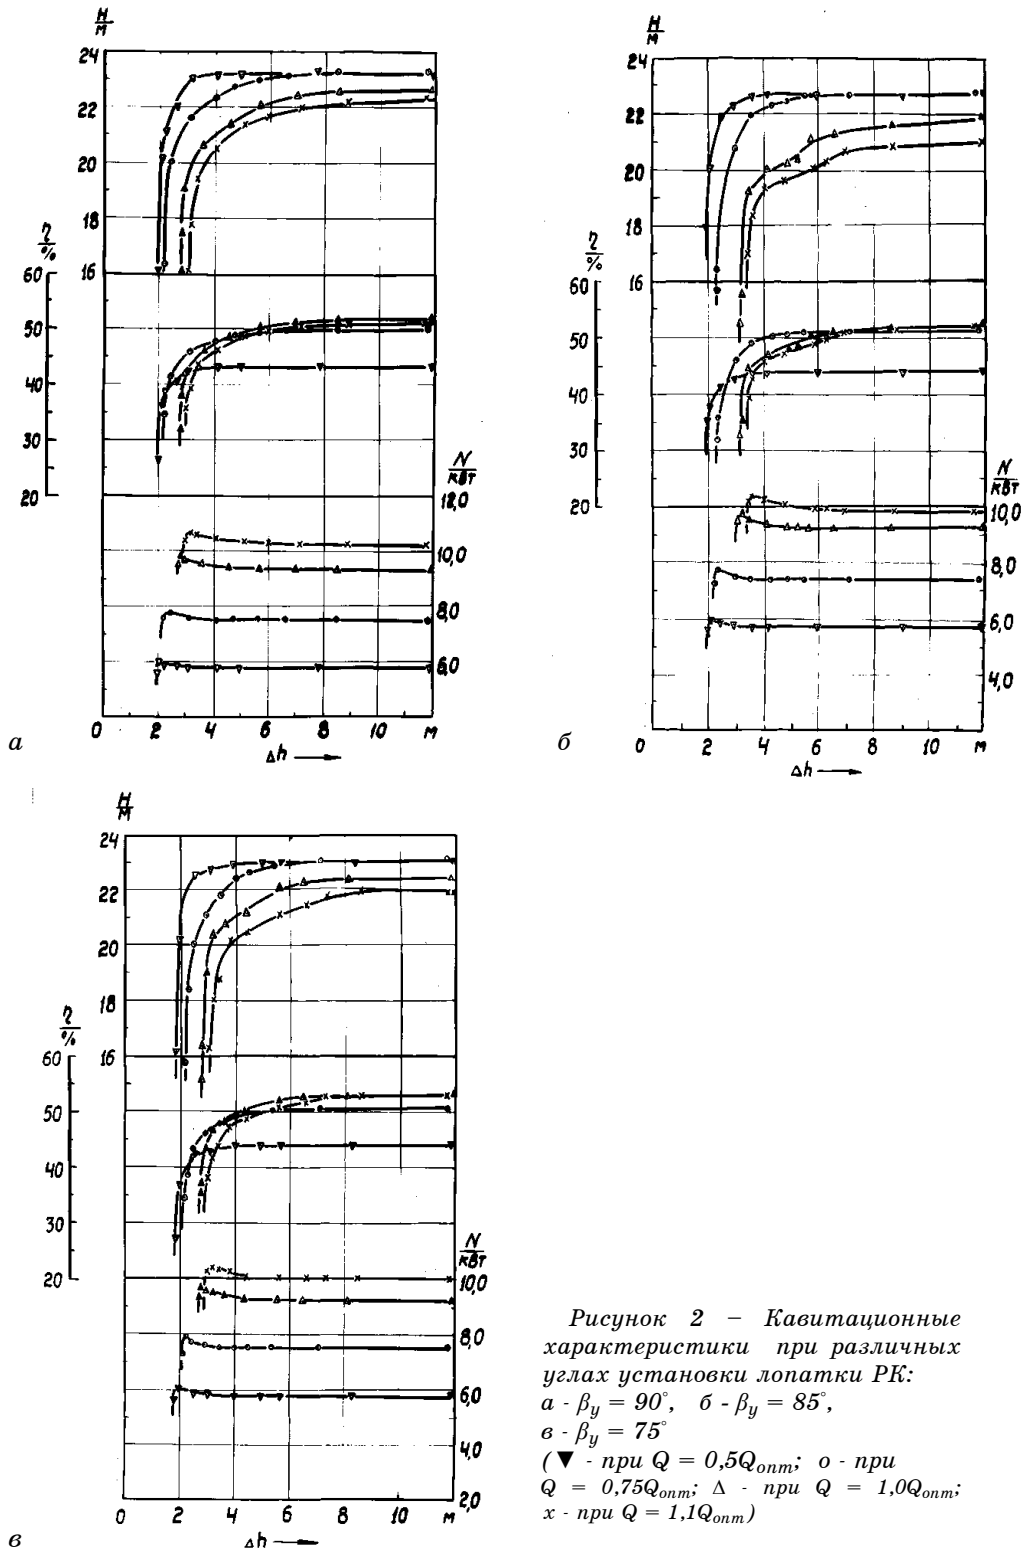 H/м
24
22
20
18
16
η/%
60
50
40
30
20
N/кВт
12,0
10,0
8,0
6,0
0 2 4 6 8 10 м
Δh
а
H/м
24
22
20
18
16
η/%
60
50
40
30
20
N/кВт
10,0
8,0
6,0
4,0
0 2 4 6 8 10 м
Δh
б
H/м
24
22
20
18
16
η/%
60
50
40
30
20
N/кВт
10,0
8,0
6,0
4,0
2,0
0 2 4 6 8 10 м
Δh
в
Рисунок 2 – Кавитационные
характеристики при различных
углах установки лопатки РК:
а - βу = 90°, б - βу = 85°,
в - βу = 75°
(▼ - при Q = 0,5Qопт; о - при
Q = 0,75Qопт; Δ - при Q = 1,0Qопт;
х - при Q = 1,1Qопт)